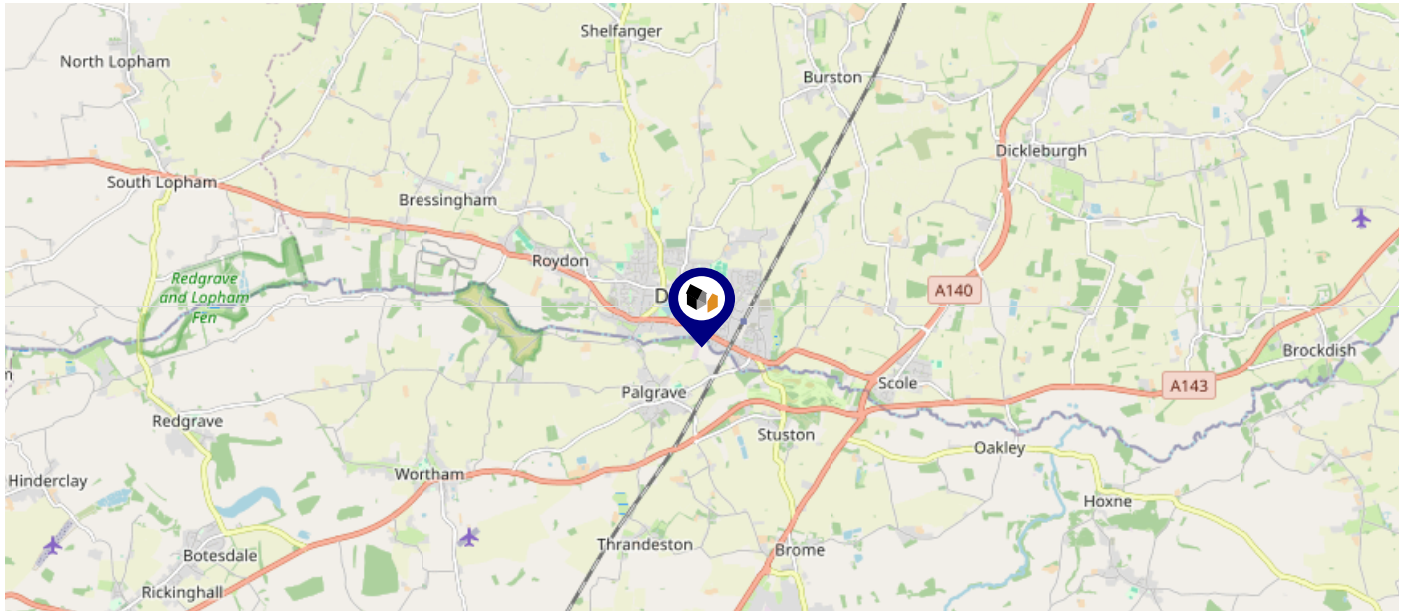 Shelfanger
North Lopham
Burston
Dickleburgh
South Lopham
Bressingham
Roydon
Redgrave
and Lopham
Fen
D
A140
Brockdish
Scole
A143
Palgrave
Redgrave
Stuston
Oakley
Wortham
Hinderclay
Hoxne
Thrandeston
Brome
Botesdale
Rickinghall